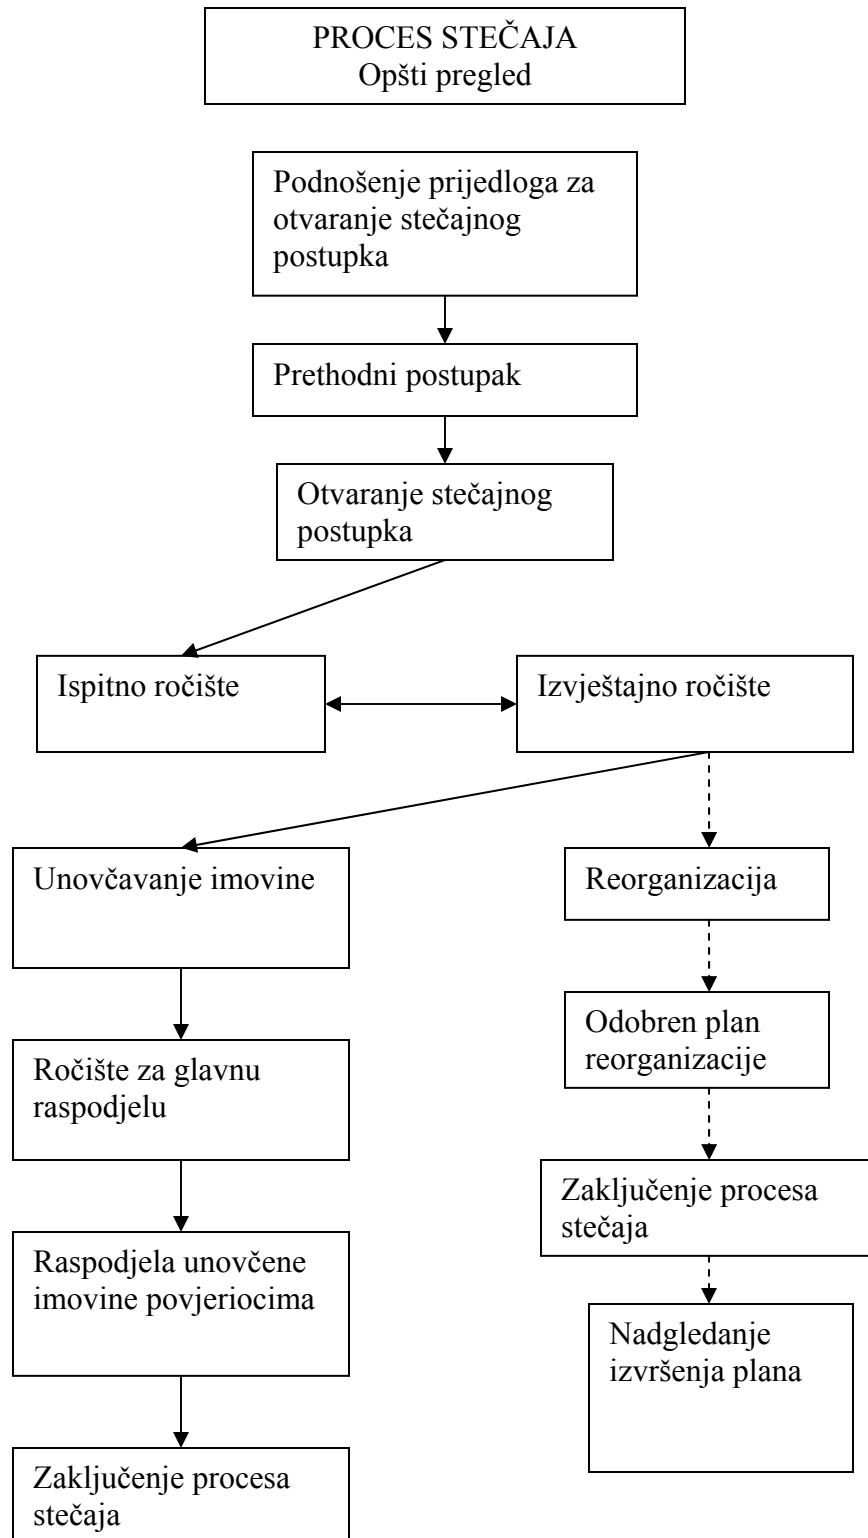 PROCES STEČAJA
Opšti pregled
Podnošenje prijedloga za
otvaranje stečajnog
postupka
Prethodni postupak
Otvaranje stečajnog
postupka
Ispitno ročište
Izvještajno ročište
Unovčavanje imovine
Reorganizacija
Odobren plan
reorganizacije
Ročište za glavnu
raspodjelu
Zaključenje procesa
stečaja
Raspodjela unovčene
imovine povjeriocima
Nadgledanje
izvršenja plana
Zaključenje procesa
stečaja